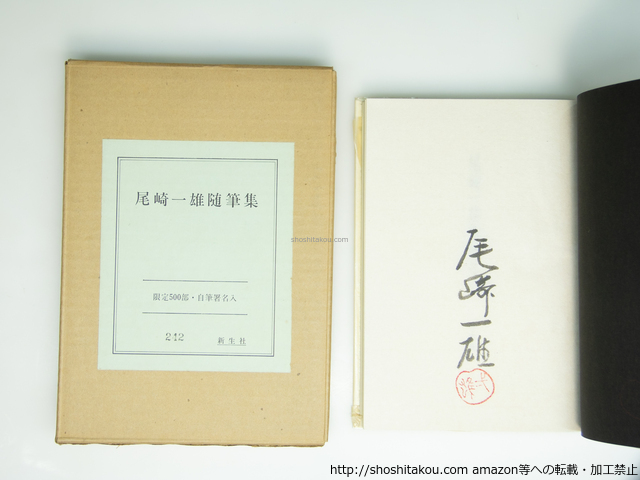 尾崎一雄随筆集
限定500部・自筆署名入
242
新生社
尾崎一雄
shoshitakou.com
http://shoshitakou.com amazon等への転載・加工禁止